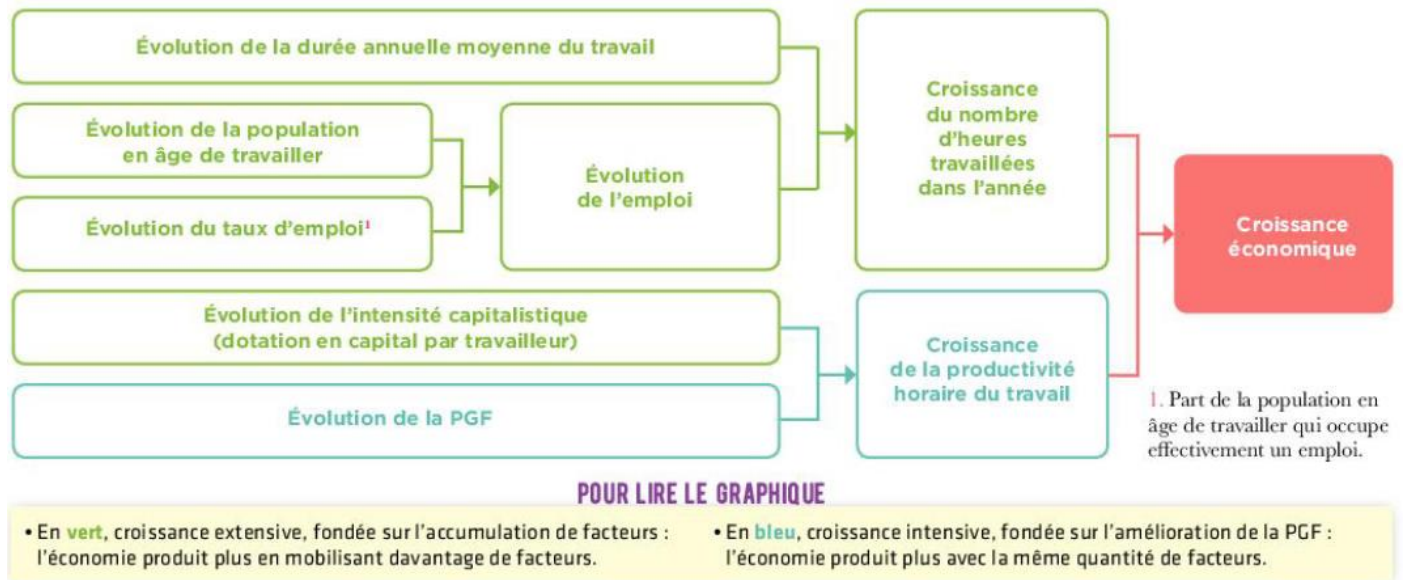 Évolution de la durée annuelle moyenne du travail
Évolution de la population
en âge de travailler
Évolution du taux d'emploi¹
Évolution
de l'emploi
Croissance
du nombre
d'heures
travaillées
dans l'année
Évolution de l'intensité capitalistique
(dotation en capital par travailleur)
Évolution de la PGF
Croissance
de la productivité
horaire du travail
Croissance
économique
1. Part de la population en
âge de travailler qui occupe
effectivement un emploi.
POUR LIRE LE GRAPHIQUE
• En vert, croissance extensive, fondée sur l'accumulation de facteurs :
l'économie produit plus en mobilisant davantage de facteurs.
• En bleu, croissance intensive, fondée sur l'amélioration de la PGF :
l'économie produit plus avec la même quantité de facteurs.